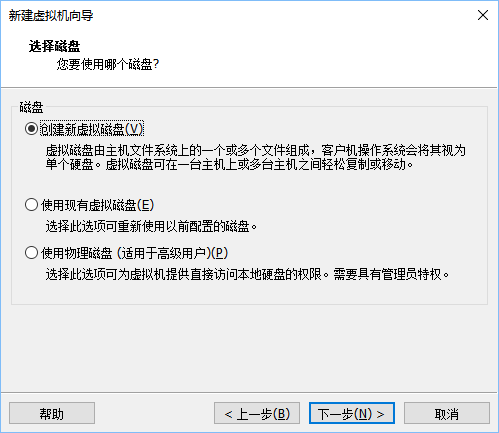 新建虚拟机向导
选择磁盘
您要使用哪个磁盘?
磁盘
创建新虚拟磁盘(V)
虚拟磁盘由主机文件系统上的一个或多个文件组成，客户机操作系统会将其视为
单个硬盘。虚拟磁盘可在一台主机上或多台主机之间轻松复制或移动。
使用现有虚拟磁盘(E)
选择此选项可重新使用以前配置的磁盘。
使用物理磁盘 (适用于高级用户)(P)
选择此选项可为虚拟机提供直接访问本地硬盘的权限。需要具有管理员特权。
帮助
< 上一步(B)
下一步(N) >
取消